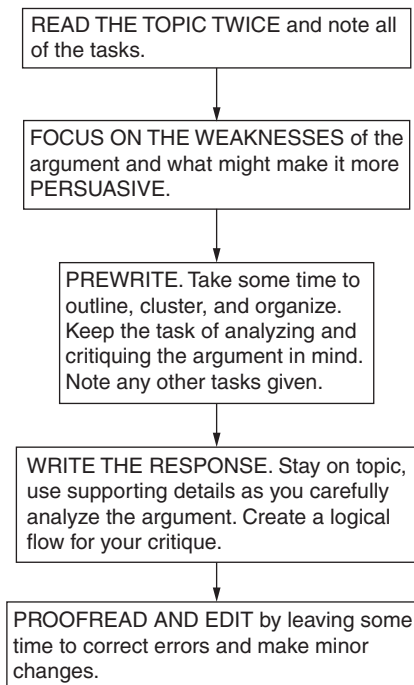 READ THE TOPIC TWICE and note all
of the tasks.
FOCUS ON THE WEAKNESSES of the
argument and what might make it more
PERSUASIVE.
PREWRITE. Take some time to
outline, cluster, and organize.
Keep the task of analyzing and
critiquing the argument in mind.
Note any other tasks given.
WRITE THE RESPONSE. Stay on topic,
use supporting details as you carefully
analyze the argument. Create a logical
flow for your critique.
PROOFREAD AND EDIT by leaving some
time to correct errors and make minor
changes.